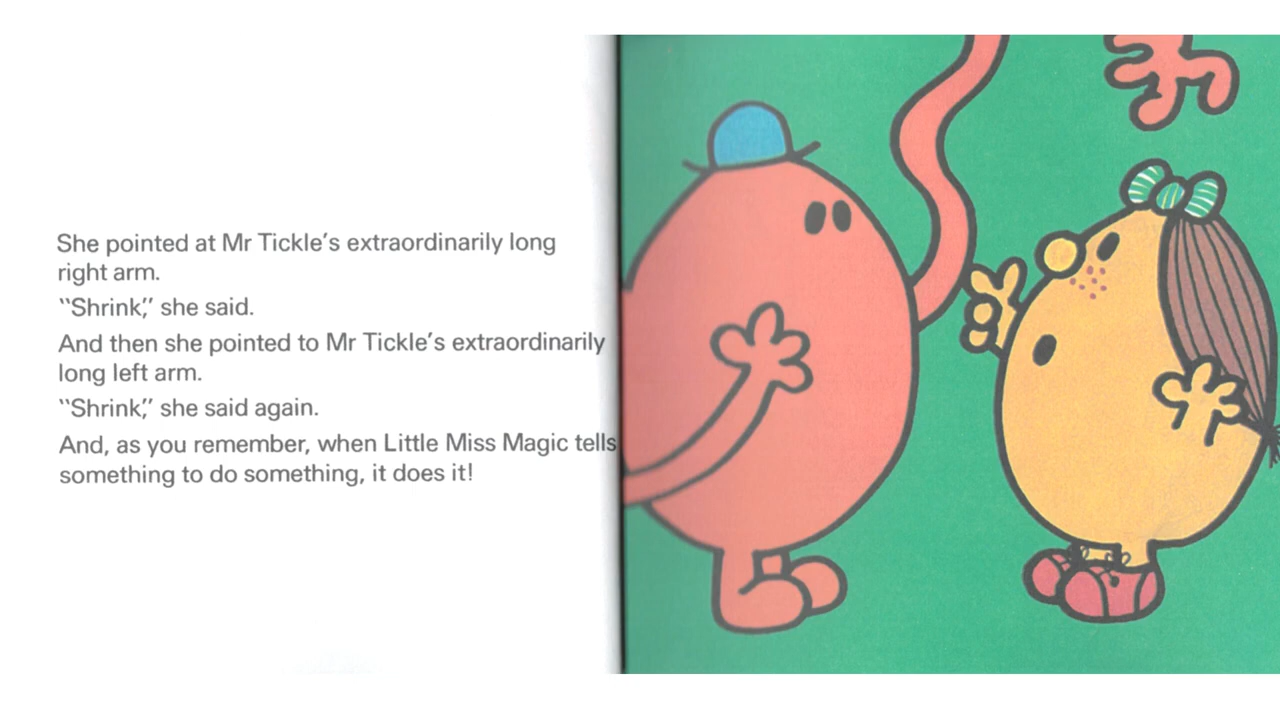 She pointed at Mr Tickle's extraordinarily long
right arm.
"Shrink," she said.
And then she pointed to Mr Tickle's extraordinarily
long left arm.
"Shrink," she said again.
And, as you remember, when Little Miss Magic tells
something to do something, it does it!